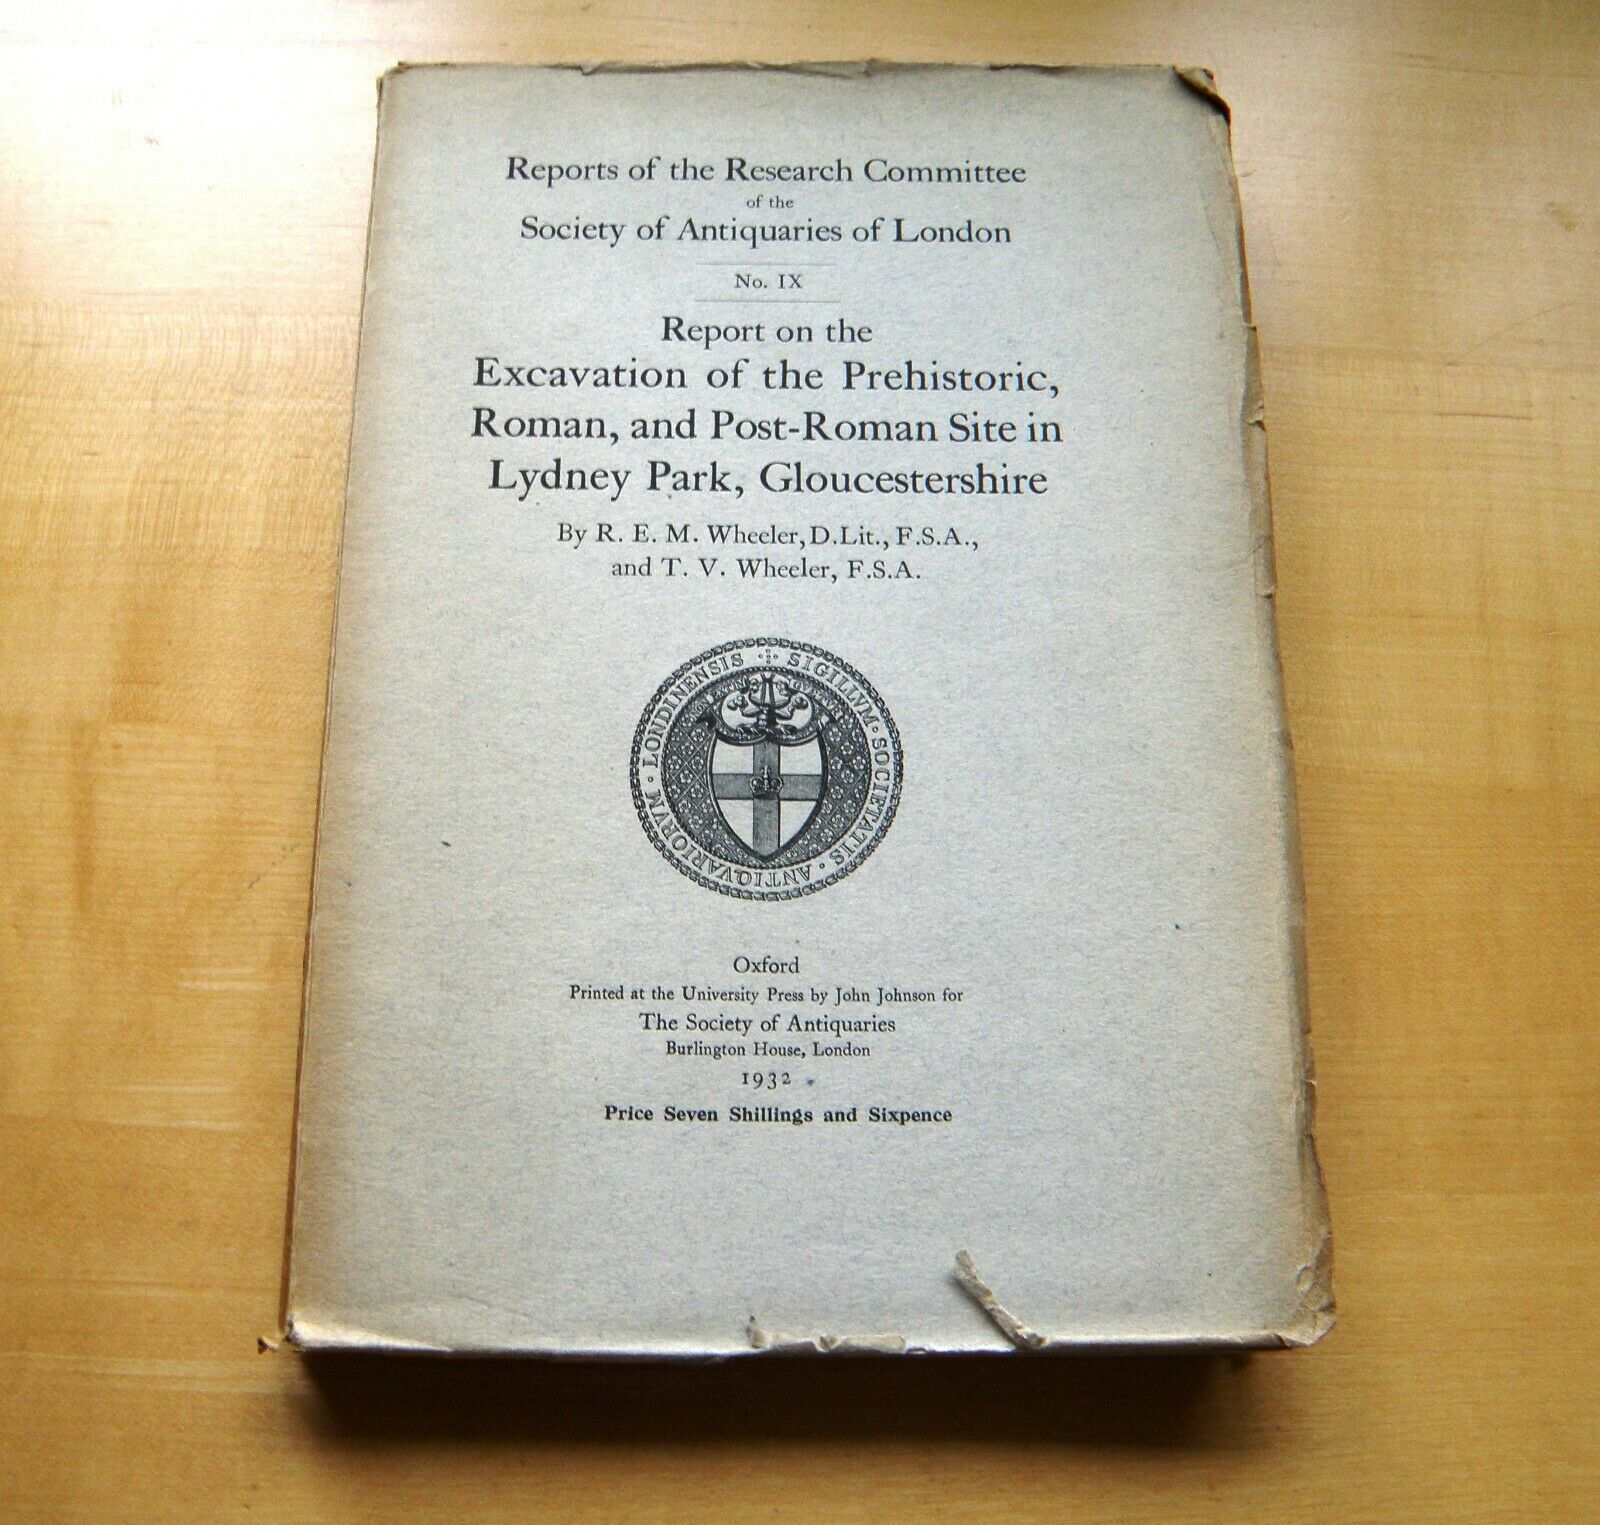 Reports of the Research Committee
of the
Society of Antiquaries of London
No. IX
Report on the
Excavation of the Prehistoric,
Roman, and Post-Roman Site in
Lydney Park, Gloucestershire
By R. E. M. Wheeler, D.Lit., F.S.A.,
and T. V. Wheeler, F.S.A.
SIGILLVM · SOCIETATIS · ANTIQVARIORVM · LONDINENSIS
Oxford
Printed at the University Press by John Johnson for
The Society of Antiquaries
Burlington House, London
1932
Price Seven Shillings and Sixpence